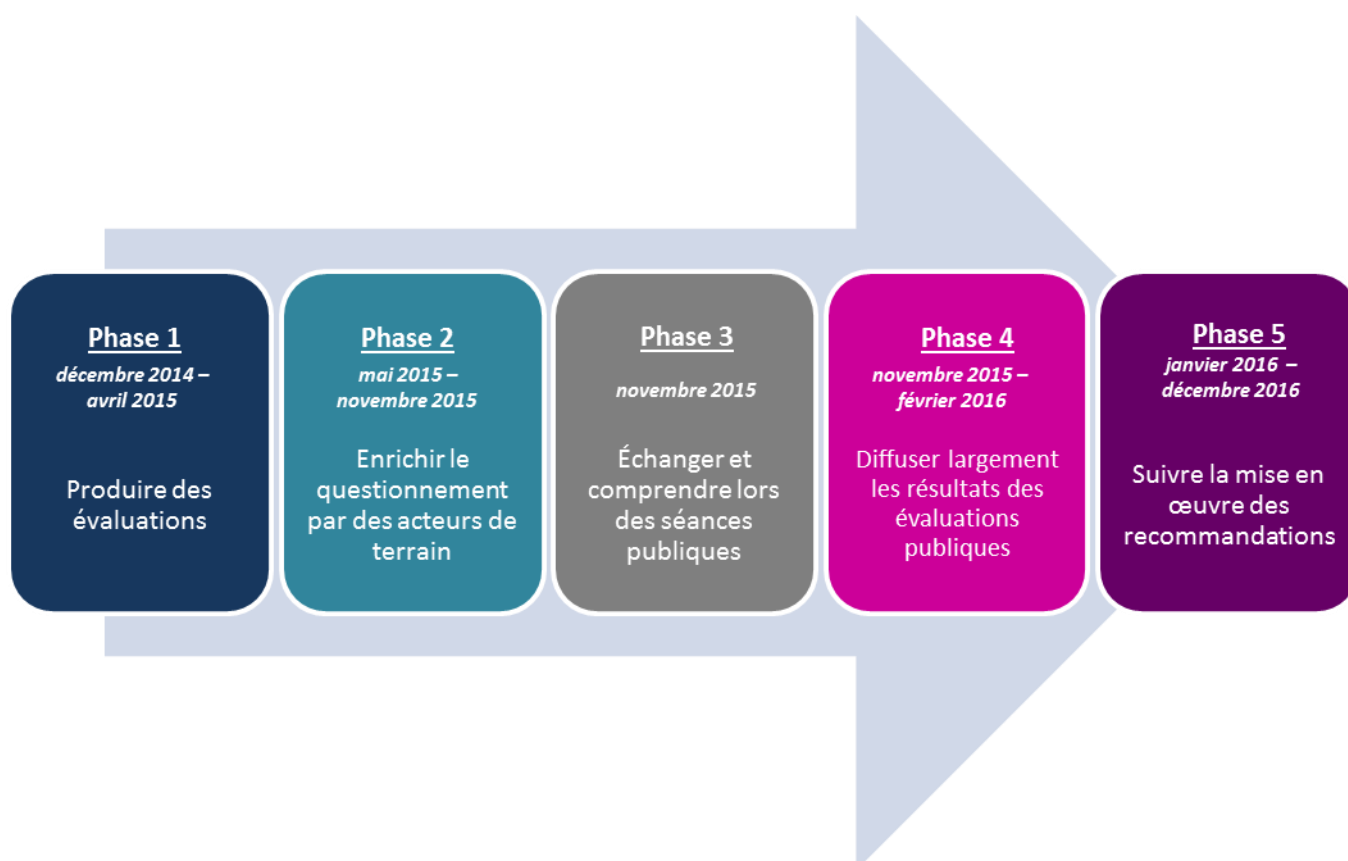 Phase 1
décembre 2014 –
avril 2015
Produire des
évaluations
Phase 2
mai 2015 –
novembre 2015
Enrichir le
questionnement
par des acteurs de
terrain
Phase 3
novembre 2015
Échanger et
comprendre lors
des séances
publiques
Phase 4
novembre 2015 –
février 2016
Diffuser largement
les résultats des
évaluations
publiques
Phase 5
janvier 2016 –
décembre 2016
Suivre la mise en
œuvre des
recommandations